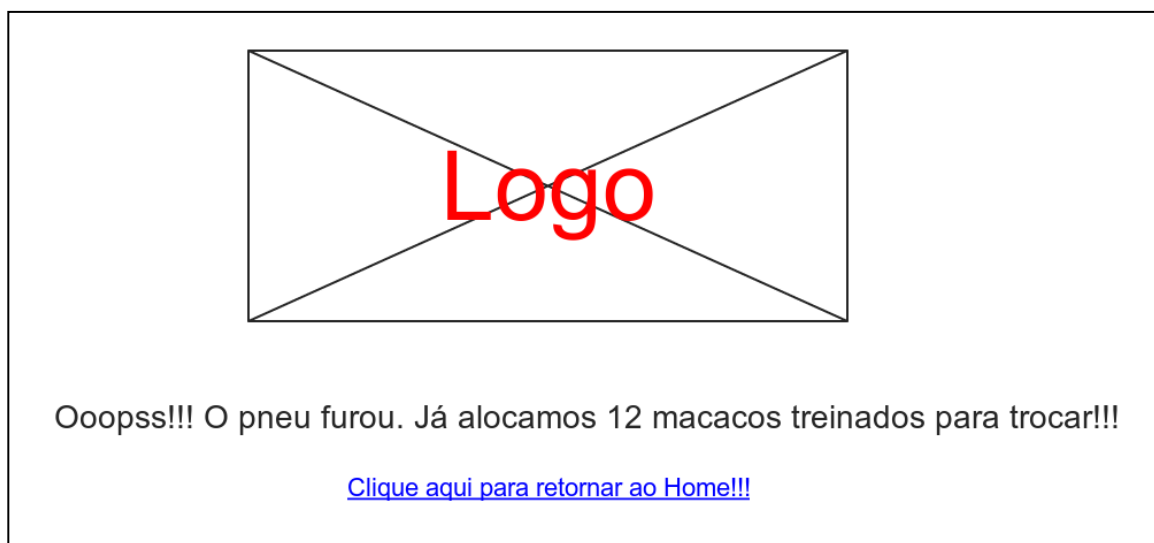 Logo
Ooopss!!! O pneu furou. Já alocamos 12 macacos treinados para trocar!!!
Clique aqui para retornar ao Home!!!